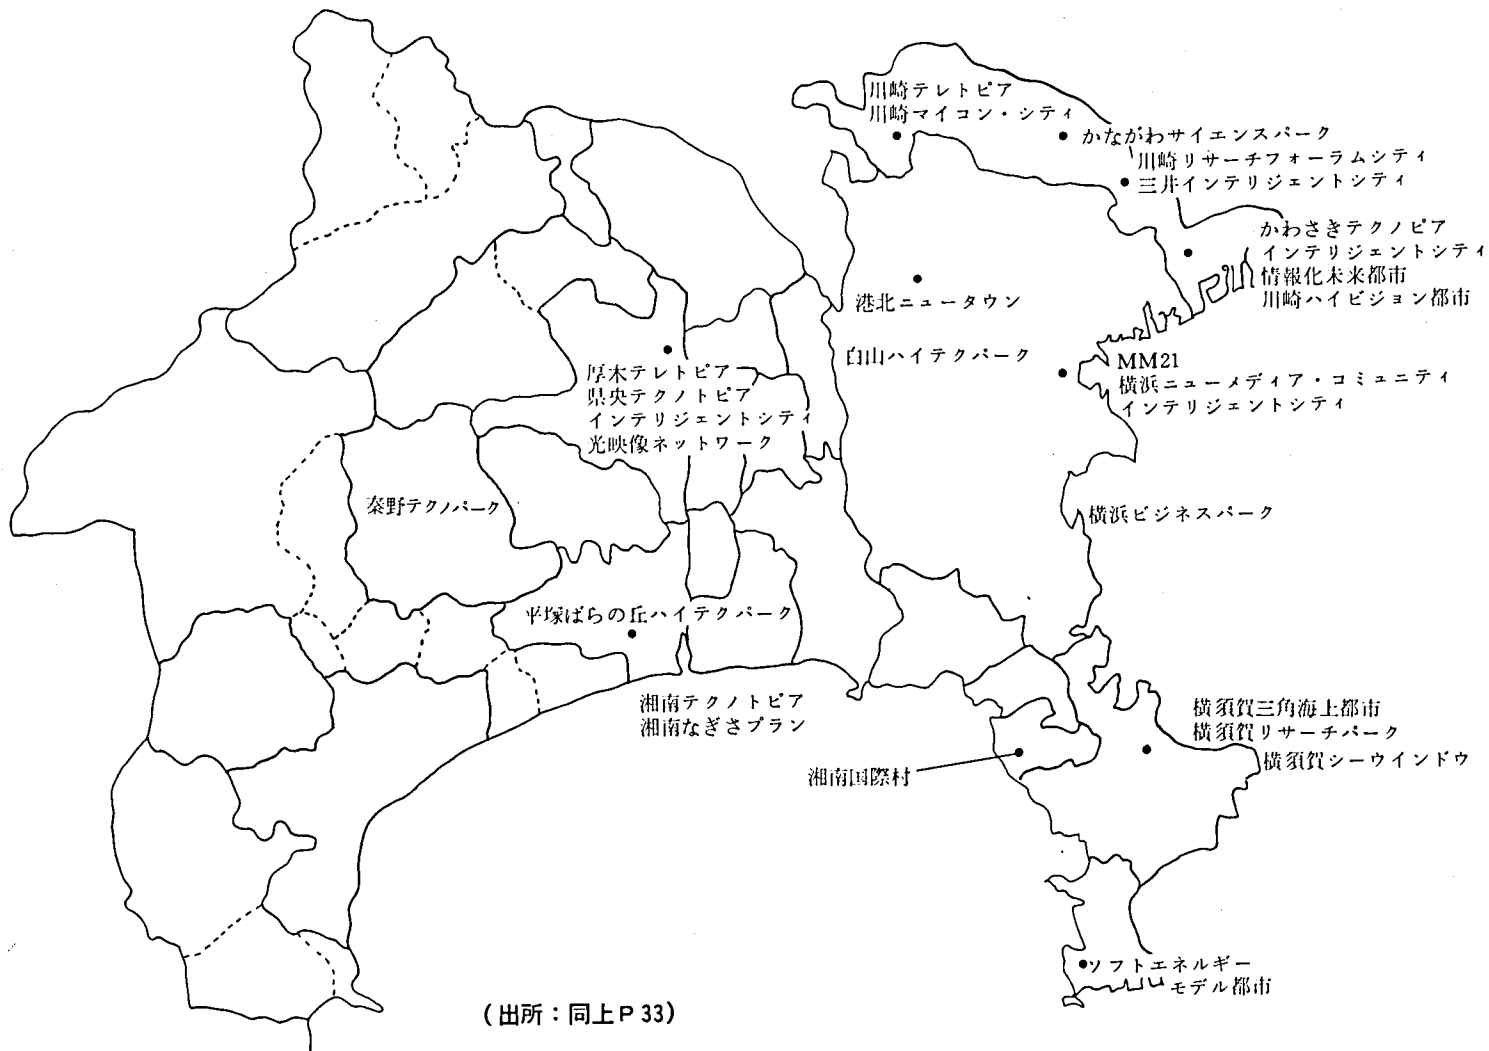 川崎テレトピア
川崎マイコン・シティ
かながわサイエンスパーク
川崎リサーチフォーラムシティ
三井インテリジェントシティ
かわさきテクノピア
インテリジェントシティ
情報化未来都市
川崎ハイビジョン都市
港北ニュータウン
白山ハイテクパーク
MM21
横浜ニューメディア・コミュニティ
インテリジェントシティ
厚木テレトピア
県央テクノトピア
インテリジェントシティ
光映像ネットワーク
秦野テクノパーク
横浜ビジネスパーク
平塚ばらの丘ハイテクパーク
湘南テクノトピア
湘南なぎさプラン
湘南国際村
横須賀三角海上都市
横須賀リサーチパーク
横須賀シーウインドウ
ソフトエネルギー
モデル都市
(出所：同上P33)